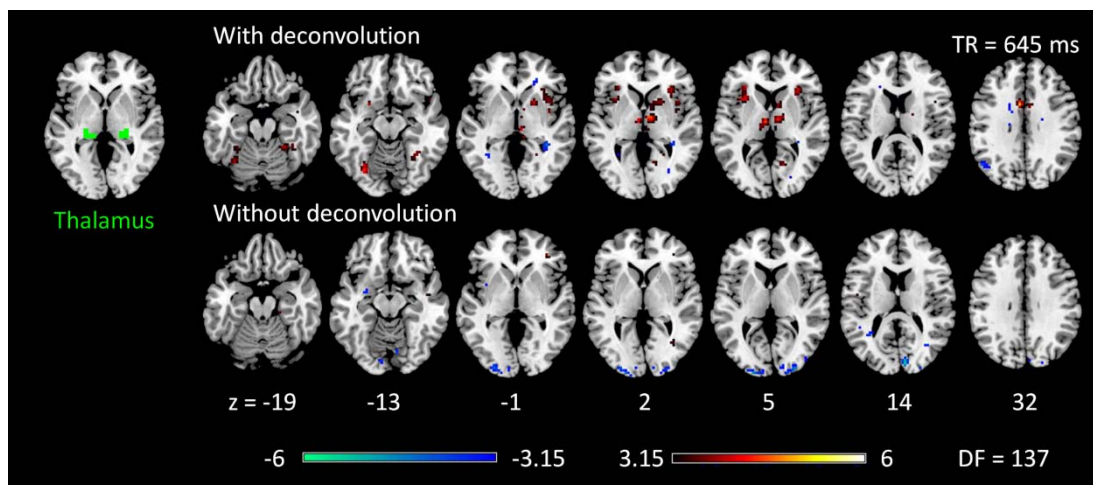 With deconvolution
TR = 645 ms
Thalamus
Without deconvolution
z = -19 -13 -1 2 5 14 32
-6 -3.15 3.15 6 DF = 137